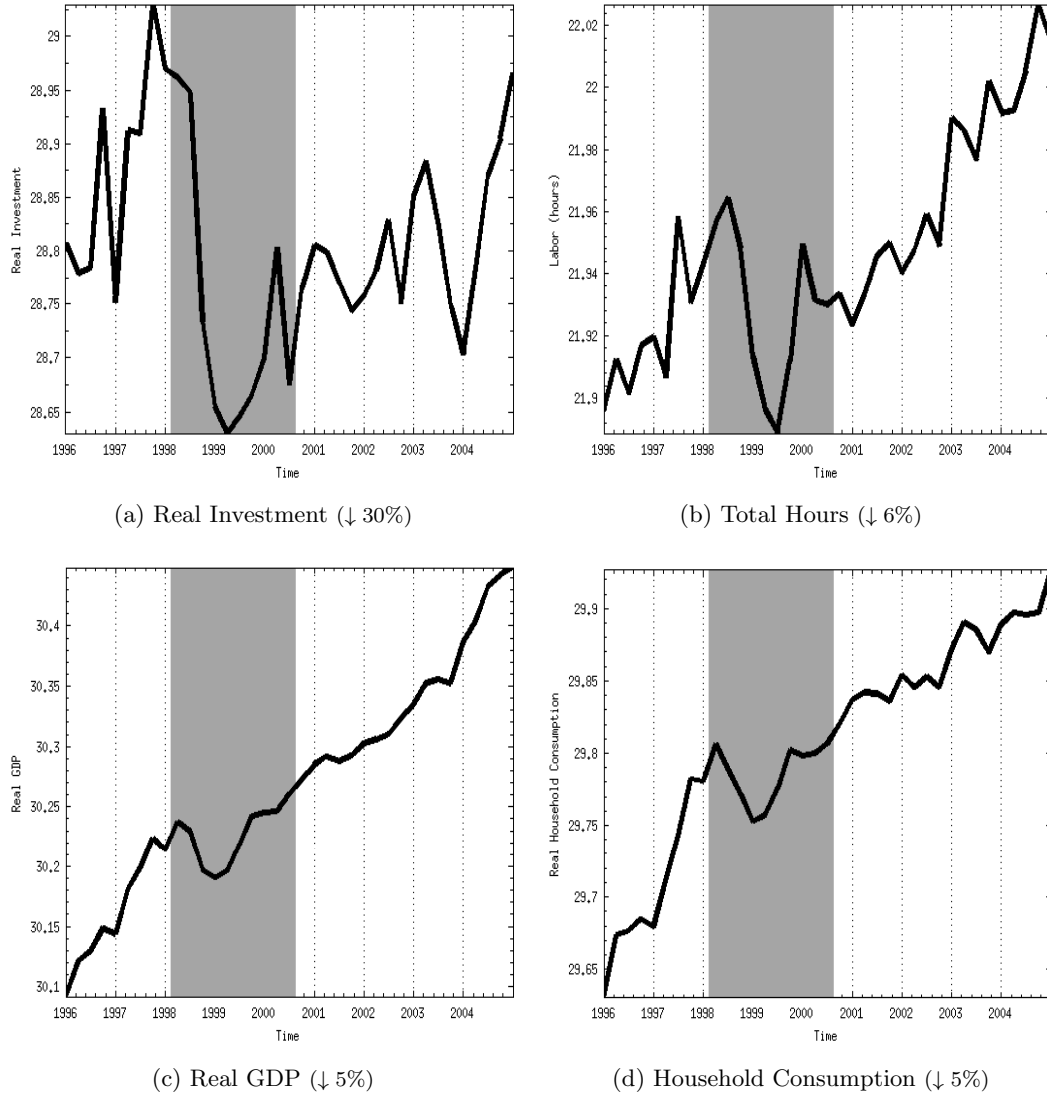 29
28.95
28.9
28.85
28.8
28.75
28.7
28.65
Real Investment
1996 1997 1998 1999 2000 2001 2002 2003 2004
Time
(a) Real Investment (↓ 30%)
22.02
22
21.98
21.96
21.94
21.92
21.9
Labor (hours)
1996 1997 1998 1999 2000 2001 2002 2003 2004
Time
(b) Total Hours (↓ 6%)
30.4
30.35
30.3
30.25
30.2
30.15
30.1
Real GDP
1996 1997 1998 1999 2000 2001 2002 2003 2004
Time
(c) Real GDP (↓ 5%)
29.9
29.85
29.8
29.75
29.7
29.65
Real Household Consumption
1996 1997 1998 1999 2000 2001 2002 2003 2004
Time
(d) Household Consumption (↓ 5%)